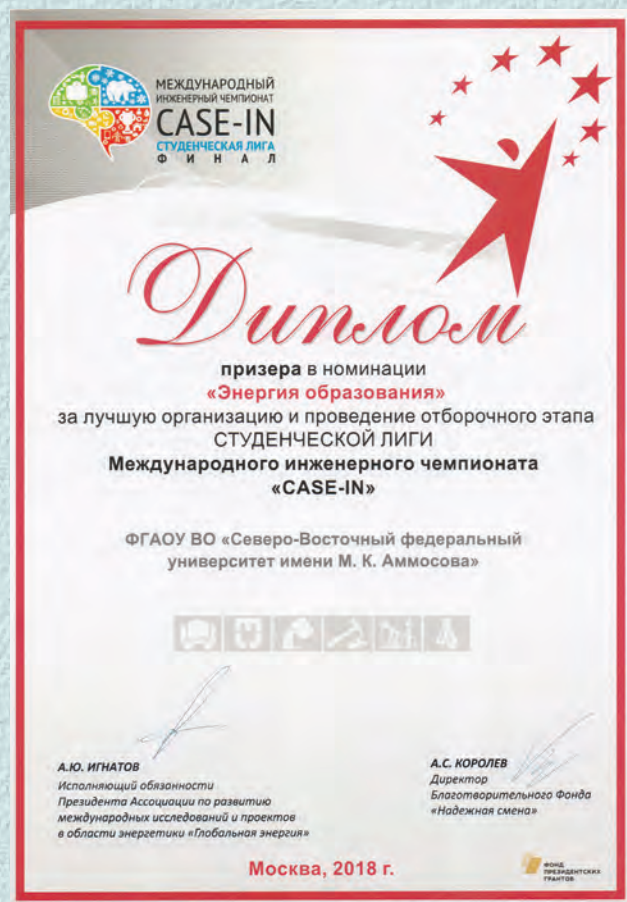 МЕЖДУНАРОДНЫЙ
ИНЖЕНЕРНЫЙ ЧЕМПИОНАТ
CASE-IN
СТУДЕНЧЕСКАЯ ЛИГА
ФИНАЛ
Диплом
призера в номинации
«Энергия образования»
за лучшую организацию и проведение отборочного этапа
СТУДЕНЧЕСКОЙ ЛИГИ
Международного инженерного чемпионата
«CASE-IN»
ФГАОУ ВО «Северо-Восточный федеральный
университет имени М. К. Аммосова»
А.Ю. ИГНАТОВ
Исполняющий обязанности
Президента Ассоциации по развитию
международных исследований и проектов
в области энергетики «Глобальная энергия»
А.С. КОРОЛЕВ
Директор
Благотворительного Фонда
«Надежная смена»
Москва, 2018 г.
ФОНД
ПРЕЗИДЕНТСКИХ
ГРАНТОВ